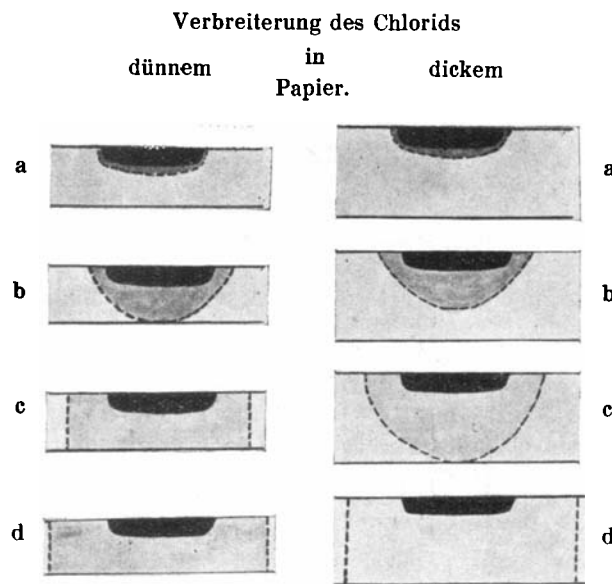 Verbreiterung des Chlorids
in
dünnem dickem
Papier.
a a
b b
c c
d d